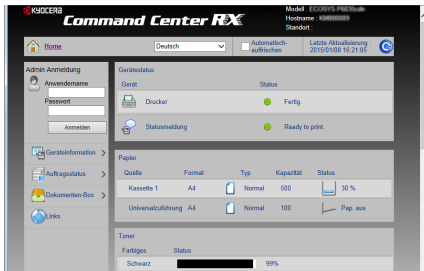 KYOCERA
Command Center RX
Modell : ECOSYS P6035cdn
Hostname :
Standort :
Home
Deutsch
Automatisch-
auffrischen
Letzte Aktualisierung :
2015/01/08 16:21:05
Admin Anmeldung
Anwendername
Passwort
Anmelden
Geräteinformation
Auftragsstatus
Dokumenten-Box
Links
Gerätestatus
Gerät Status
Drucker Fertig.
Statusmeldung Ready to print.
Papier
Quelle Format Typ Kapazität Status
Kassette 1 A4 Normal 500 30 %
Universalzuführung A4 Normal 100 Pap. aus
Toner
Farbiges Status
Schwarz 99%